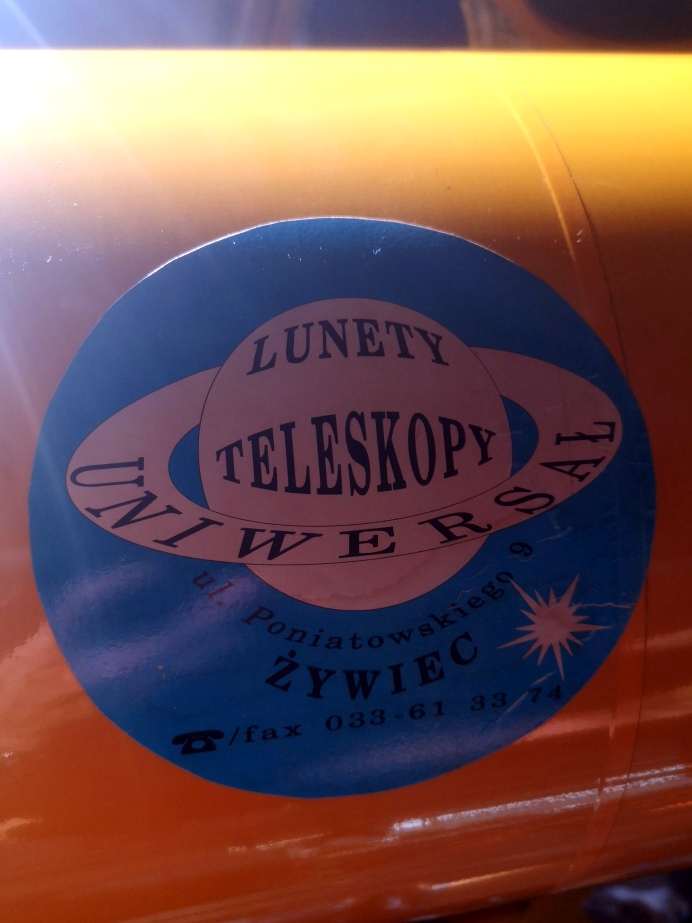 LUNETY
TELESKOPY
UNIWERSAŁ
ul. Poniatowskiego 9
ŻYWIEC
☎/fax 033 61 33 74